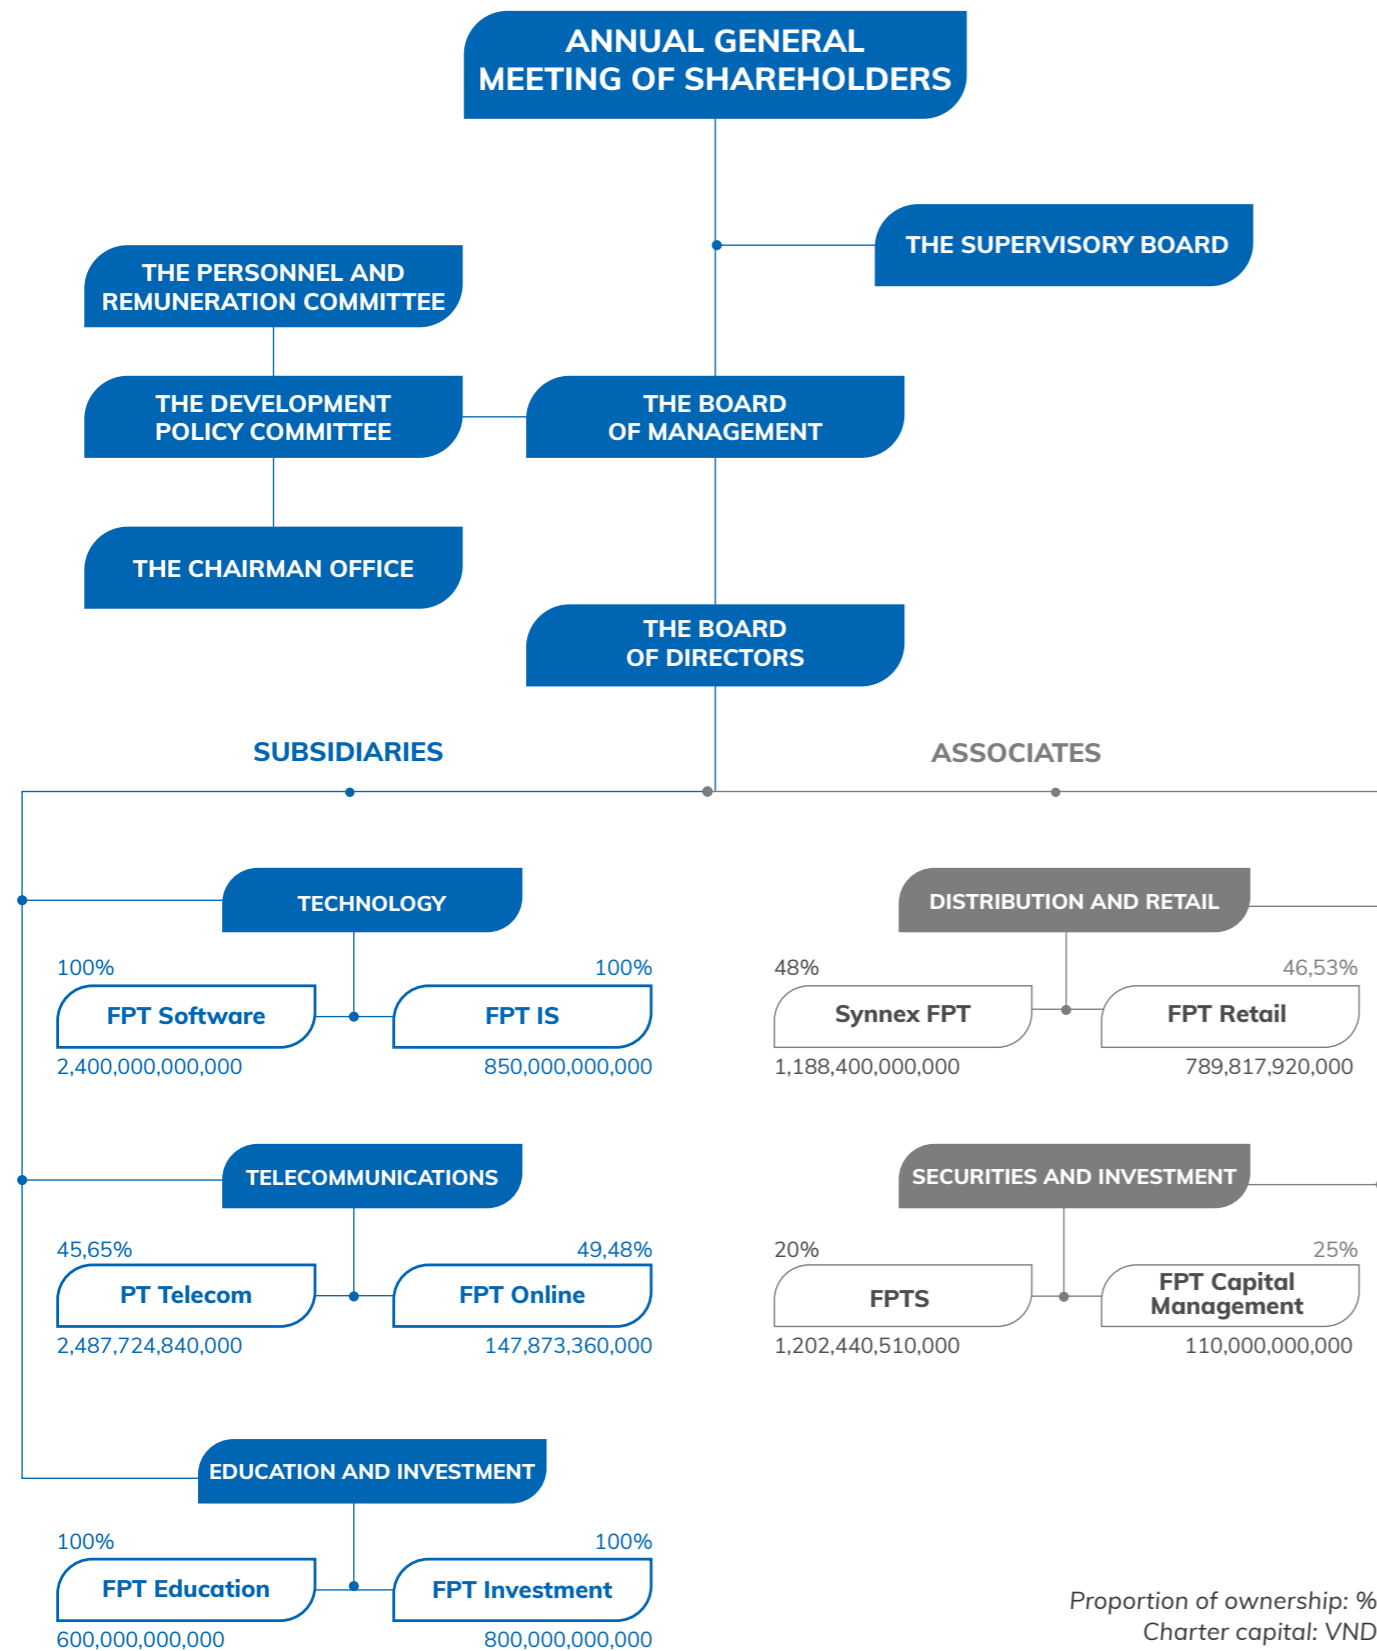 ANNUAL GENERAL
MEETING OF SHAREHOLDERS
THE SUPERVISORY BOARD
THE PERSONNEL AND
REMUNERATION COMMITTEE
THE DEVELOPMENT
POLICY COMMITTEE
THE BOARD
OF MANAGEMENT
THE CHAIRMAN OFFICE
THE BOARD
OF DIRECTORS
SUBSIDIARIES
ASSOCIATES
TECHNOLOGY
100%
100%
FPT Software
FPT IS
2,400,000,000,000
850,000,000,000
TELECOMMUNICATIONS
45,65%
49,48%
PT Telecom
FPT Online
2,487,724,840,000
147,873,360,000
EDUCATION AND INVESTMENT
100%
100%
FPT Education
FPT Investment
600,000,000,000
800,000,000,000
DISTRIBUTION AND RETAIL
48%
46,53%
Synnex FPT
FPT Retail
1,188,400,000,000
789,817,920,000
SECURITIES AND INVESTMENT
20%
25%
FPTS
FPT Capital
Management
1,202,440,510,000
110,000,000,000
Proportion of ownership: %
Charter capital: VND